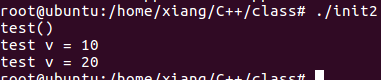 root@ubuntu:/home/xiang/C++/class# ./init2
test()
test v = 10
test v = 20
root@ubuntu:/home/xiang/C++/class#